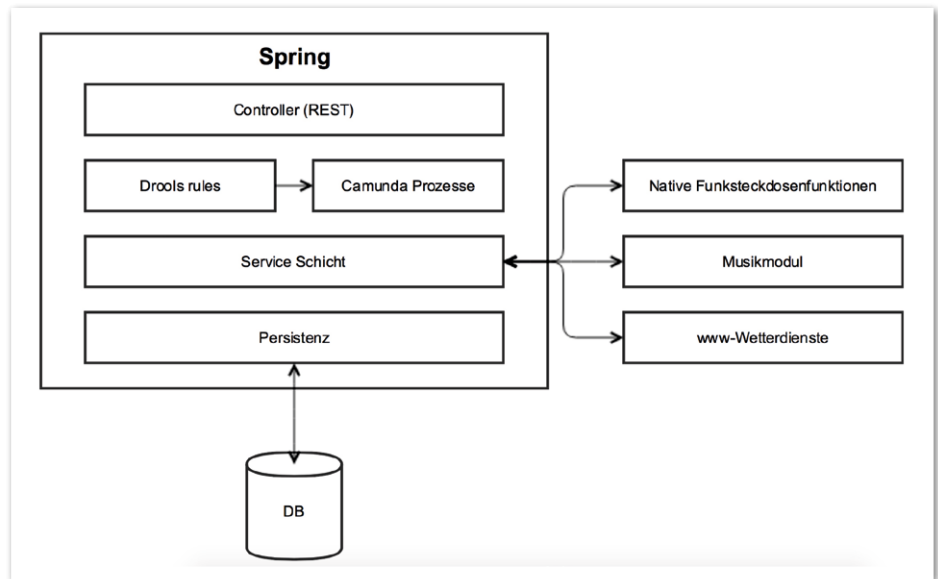 Spring
Controller (REST)
Drools rules
Camunda Prozesse
Native Funksteckdosenfunktionen
Service Schicht
Musikmodul
Persistenz
www-Wetterdienste
DB